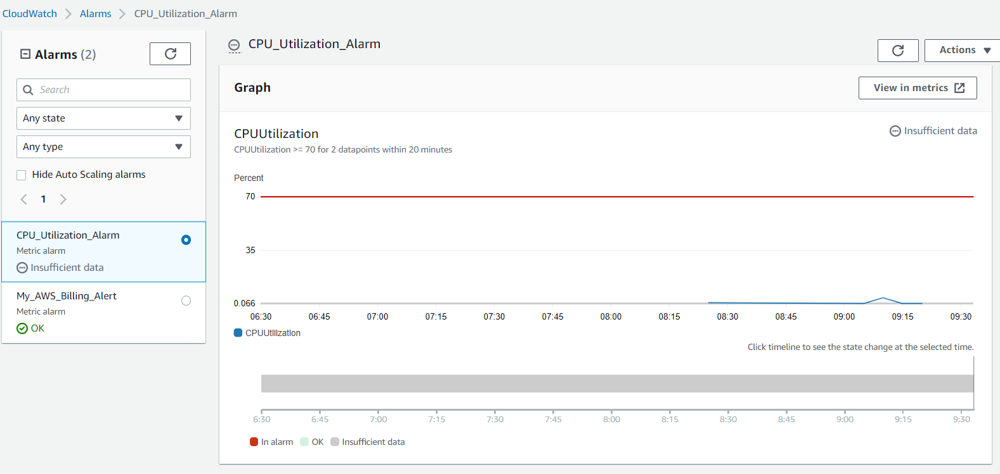 CloudWatch > Alarms > CPU_Utilization_Alarm
Alarms (2)
Search
Any state
Any type
Hide Auto Scaling alarms
1
CPU_Utilization_Alarm
Metric alarm
Insufficient data
My_AWS_Billing_Alert
Metric alarm
OK
CPU_Utilization_Alarm
Actions
Graph
View in metrics
CPUUtilization
Insufficient data
CPUUtilization >= 70 for 2 datapoints within 20 minutes
Percent
70
35
0.066
06:30 06:45 07:00 07:15 07:30 07:45 08:00 08:15 08:30 08:45 09:00 09:15 09:30
CPUUtilization
Click timeline to see the state change at the selected time.
6:30 6:45 7:00 7:15 7:30 7:45 8:00 8:15 8:30 8:45 9:00 9:15 9:30
In alarm OK Insufficient data